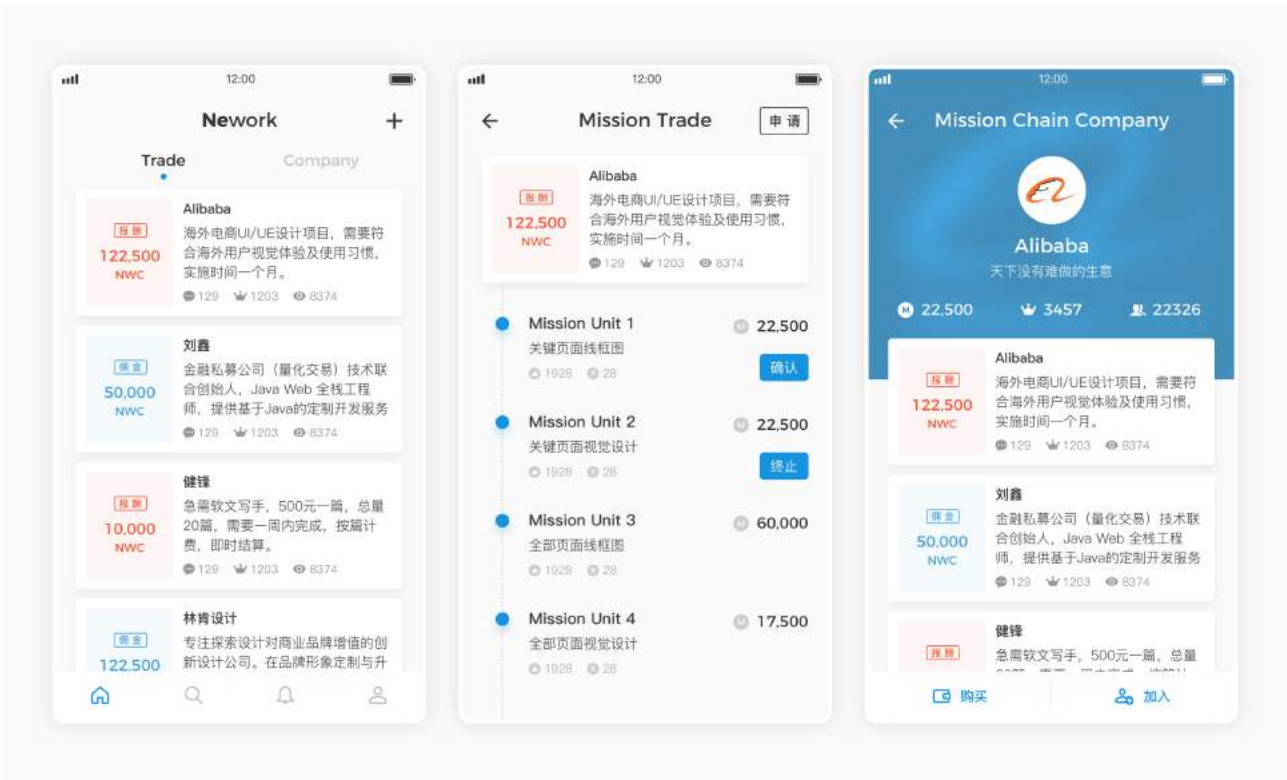 12:00
Nework
Trade
Company
报酬
122,500
NWC
Alibaba
海外电商UI/UE设计项目，需要符
合海外用户视觉体验及使用习惯，
实施时间一个月。
129 1203 8374
佣金
50,000
NWC
刘鑫
金融私募公司（量化交易）技术联
合创始人，Java Web 全栈工程
师，提供基于Java的定制开发服务
129 1203 8374
报酬
10,000
NWC
健锋
急需软文写手，500元一篇，总量
20篇，需要一周内完成，按篇计
费，即时结算。
129 1203 8374
佣金
122,500
林肯设计
专注探索设计对商业品牌增值的创
新设计公司。在品牌形象定制与升
12:00
Mission Trade
申请
报酬
122,500
NWC
Alibaba
海外电商UI/UE设计项目，需要符
合海外用户视觉体验及使用习惯，
实施时间一个月。
129 1203 8374
Mission Unit 1
M 22,500
关键页面线框图
确认
1928 28
Mission Unit 2
M 22,500
关键页面视觉设计
终止
1928 28
Mission Unit 3
M 60,000
全部页面线框图
1928 28
Mission Unit 4
M 17,500
全部页面视觉设计
1928 28
12:00
Mission Chain Company
Alibaba
天下没有难做的生意
M 22,500 3457 22326
报酬
122,500
NWC
Alibaba
海外电商UI/UE设计项目，需要符
合海外用户视觉体验及使用习惯，
实施时间一个月。
129 1203 8374
佣金
50,000
NWC
刘鑫
金融私募公司（量化交易）技术联
合创始人，Java Web 全栈工程
师，提供基于Java的定制开发服务
129 1203 8374
报酬
健锋
急需软文写手，500元一篇，总量
购买
加入